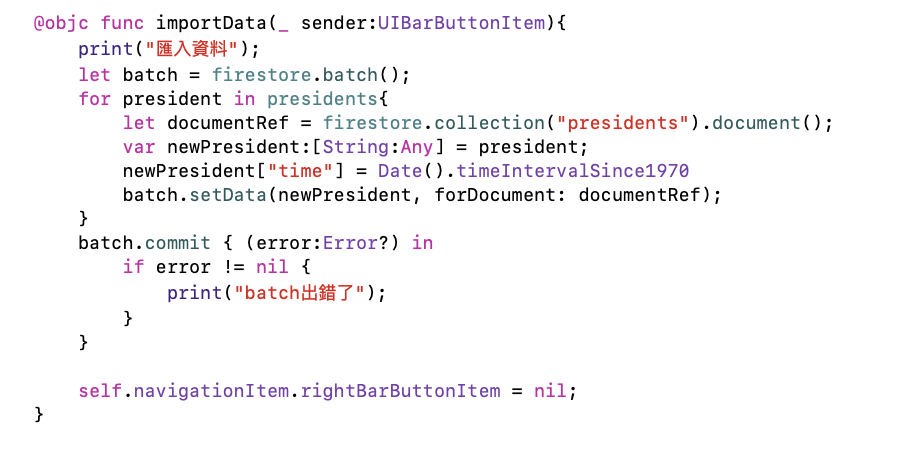 @objc func importData(_ sender:UIBarButtonItem){
    print("匯入資料");
    let batch = firestore.batch();
    for president in presidents{
        let documentRef = firestore.collection("presidents").document();
        var newPresident:[String:Any] = president;
        newPresident["time"] = Date().timeIntervalSince1970
        batch.setData(newPresident, forDocument: documentRef);
    }
    batch.commit { (error:Error?) in
        if error != nil {
            print("batch出錯了");
        }
    }

    self.navigationItem.rightBarButtonItem = nil;
}